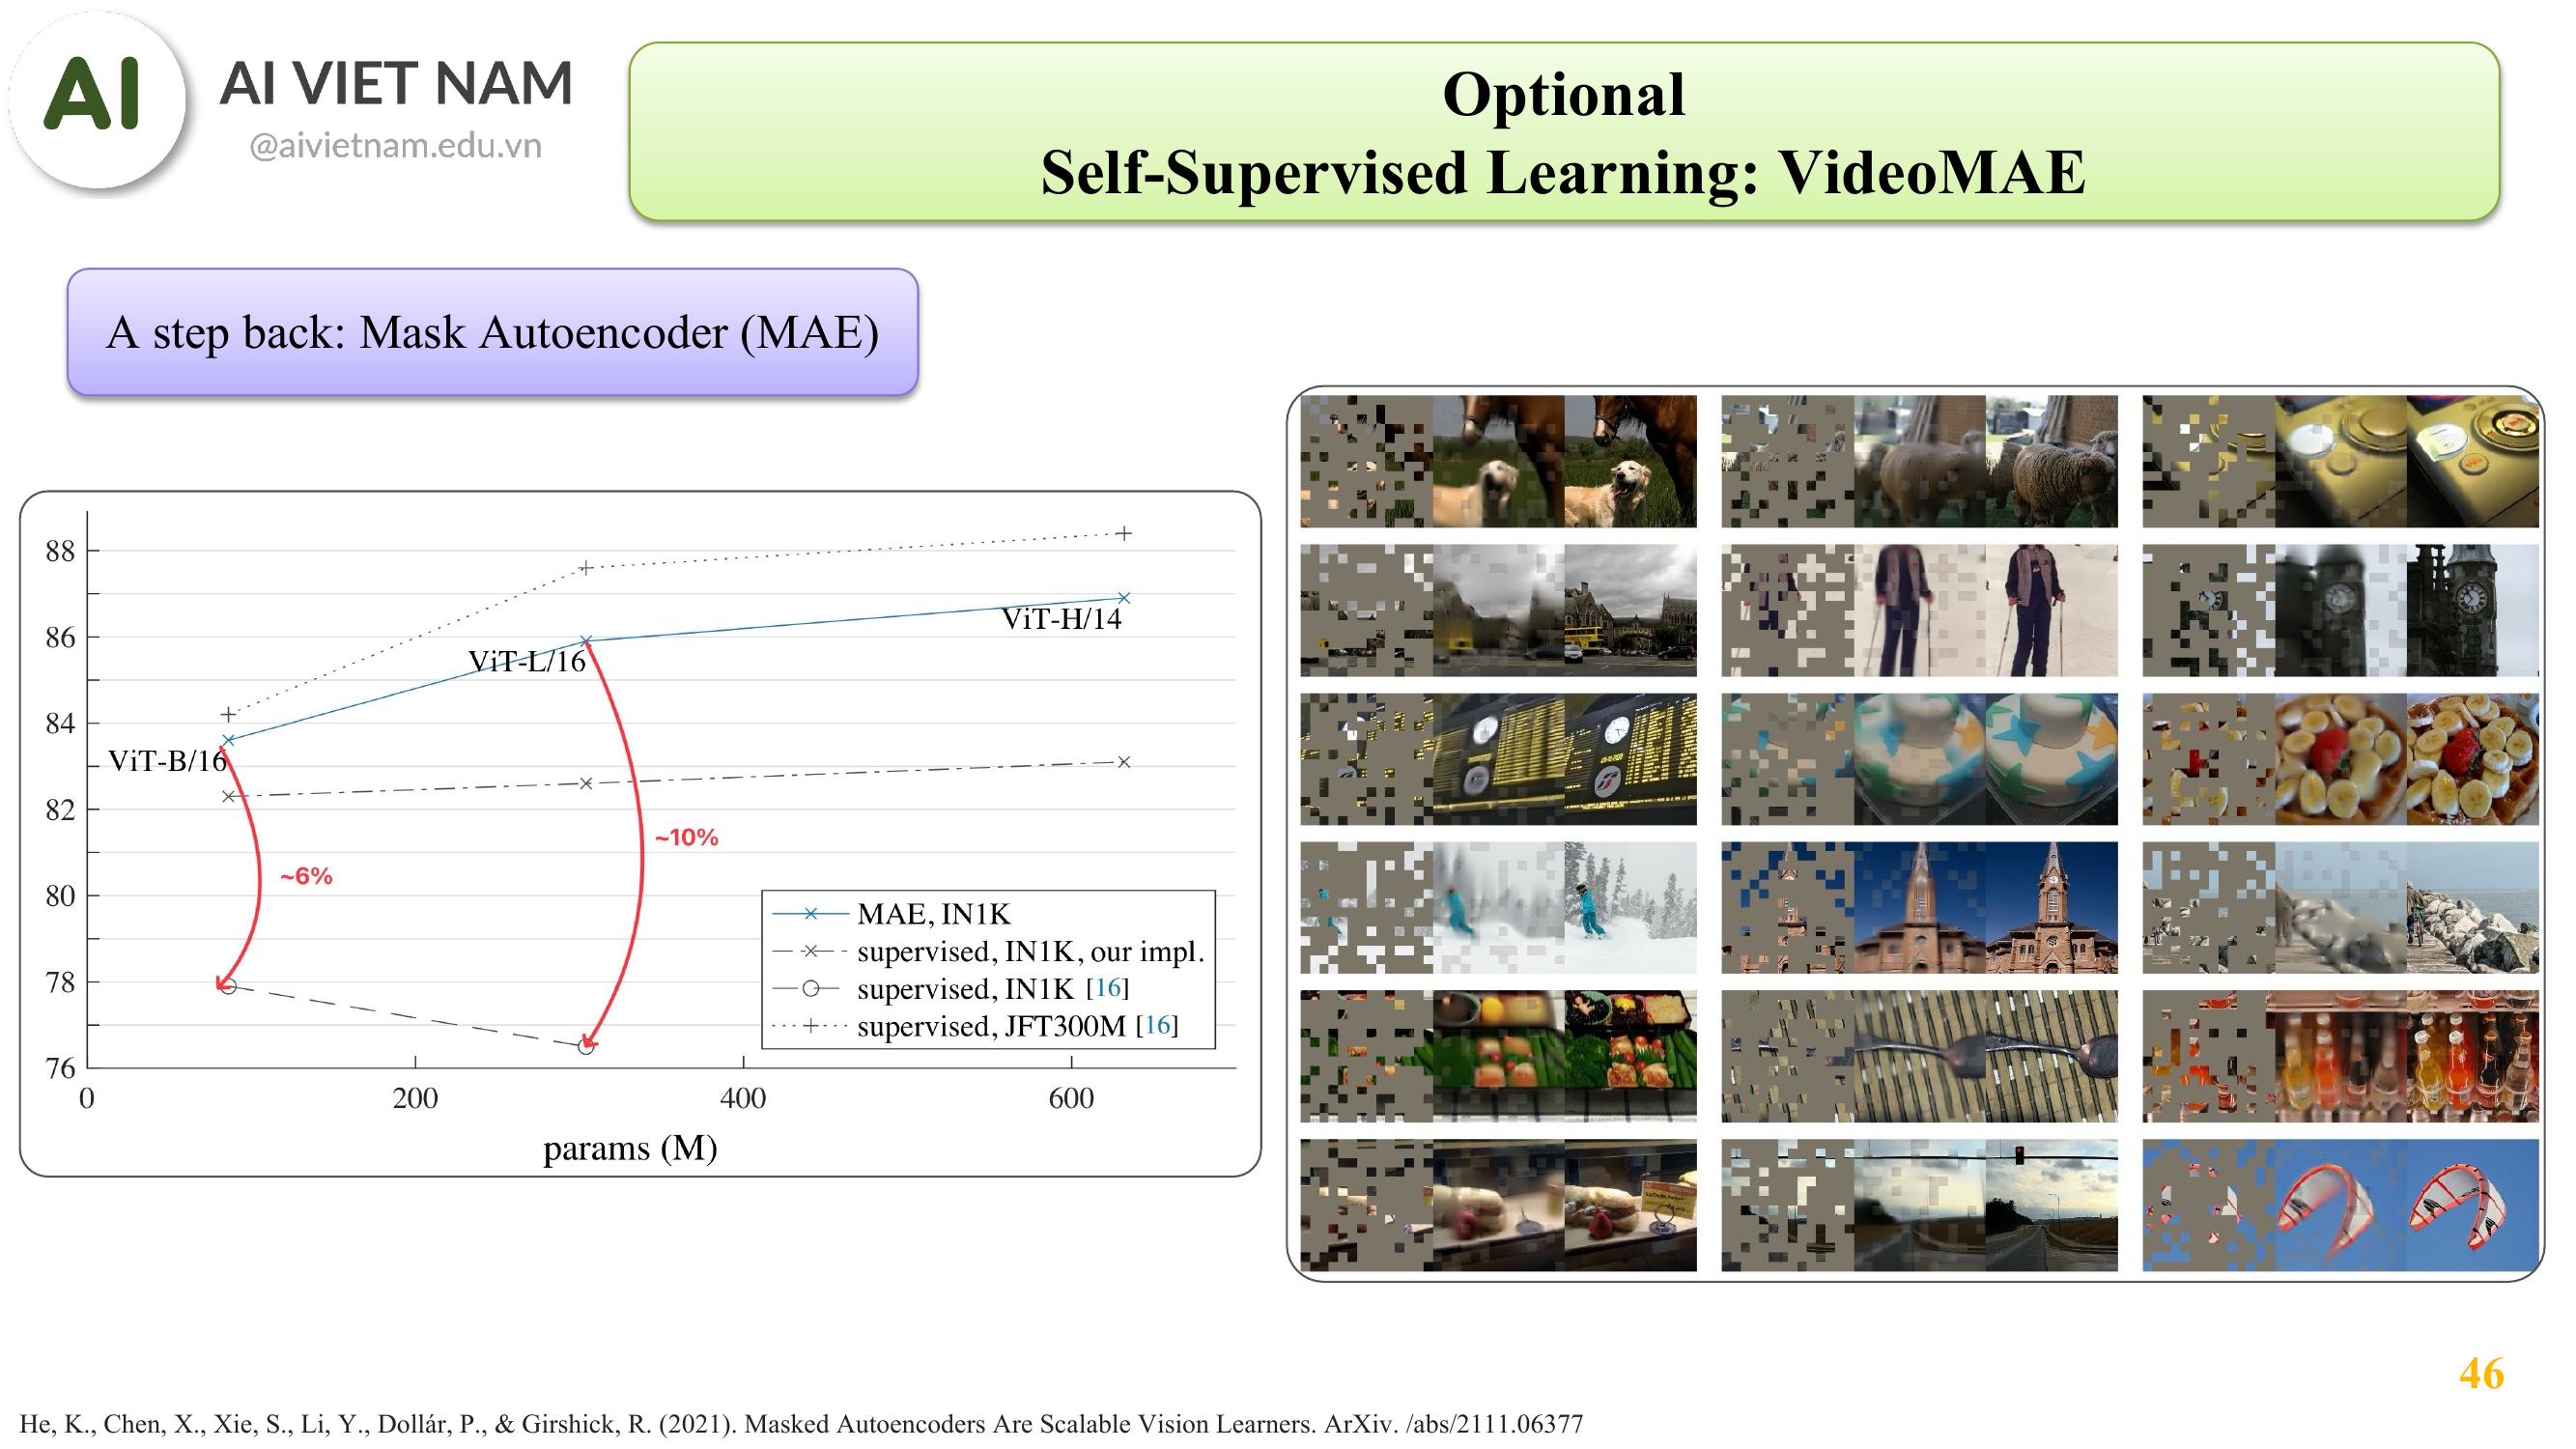 AI
AI VIET NAM
@aivietnam.edu.vn
Optional
Self-Supervised Learning: VideoMAE
A step back: Mask Autoencoder (MAE)
88
86
84
82
80
78
76
ViT-B/16
ViT-L/16
ViT-H/14
~6%
~10%
MAE, IN1K
supervised, IN1K, our impl.
supervised, IN1K [16]
supervised, JFT300M [16]
0
200
400
600
params (M)
46
He, K., Chen, X., Xie, S., Li, Y., Dollár, P., & Girshick, R. (2021). Masked Autoencoders Are Scalable Vision Learners. ArXiv. /abs/2111.06377